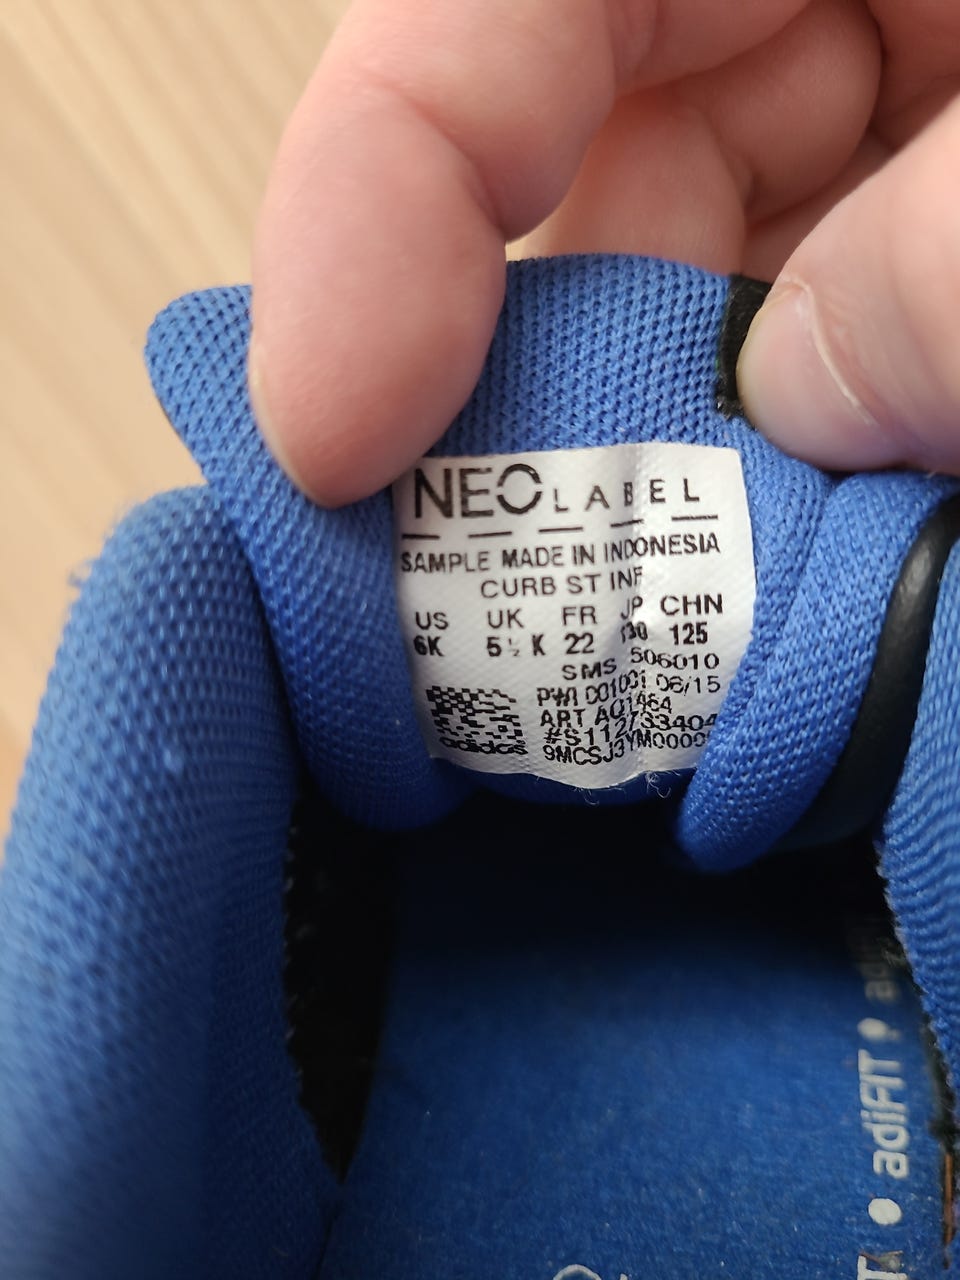 NEO LABEL
SAMPLE MADE IN INDONESIA
CURB ST INF
US UK FR JP CHN
6K 5½K 22 130 125
SMS 506010
PWI 001001 06/15
ART AQ1464
#S112733404
adidas
9MCSJ3YM0000
adiFIT